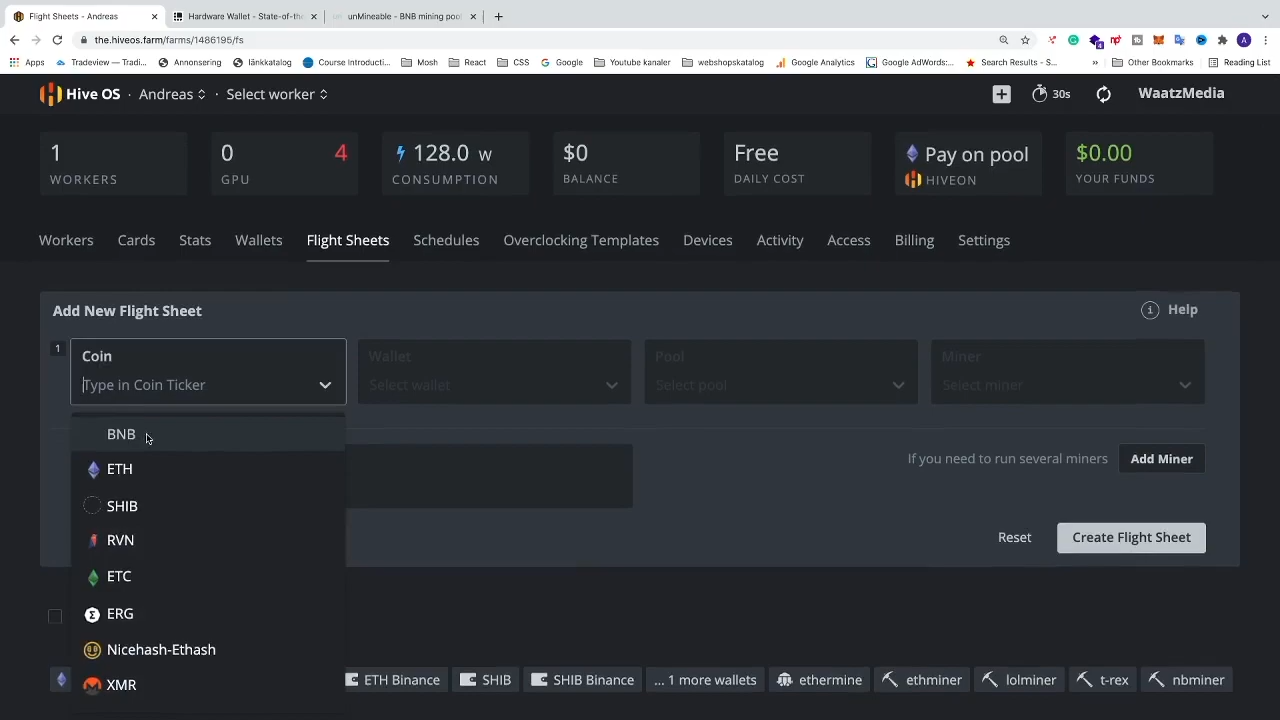 Flight Sheets - Andreas
Hardware Wallet - State-of-the
unMineable - BNB mining pool
the.hiveos.farm/farms/1486195/fs
Apps
Tradeview -- Tradi...
Annonsering
länkkatalog
Course Introducti...
Mosh
React
CSS
Google
Youtube kanaler
webshopskatalog
Google Analytics
Google AdWords:...
Search Results - S...
Other Bookmarks
Reading List
Hive OS · Andreas · Select worker
30s
WaatzMedia
1
WORKERS
0 4
GPU
128.0 W
CONSUMPTION
$0
BALANCE
Free
DAILY COST
Pay on pool
HIVEON
$0.00
YOUR FUNDS
Workers
Cards
Stats
Wallets
Flight Sheets
Schedules
Overclocking Templates
Devices
Activity
Access
Billing
Settings
Add New Flight Sheet
Help
1
Coin
Type in Coin Ticker
Wallet
Select wallet
Pool
Select pool
Miner
Select miner
BNB
ETH
SHIB
RVN
ETC
ERG
Nicehash-Ethash
XMR
If you need to run several miners
Add Miner
Reset
Create Flight Sheet
ETH Binance
SHIB
SHIB Binance
... 1 more wallets
ethermine
ethminer
lolminer
t-rex
nbminer